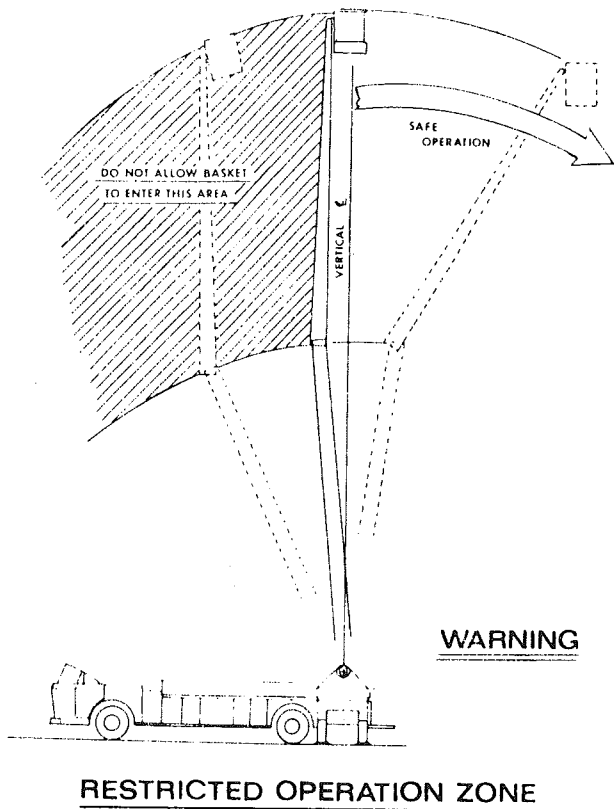 SAFE
OPERATION
DO NOT ALLOW BASKET
TO ENTER THIS AREA
VERTICAL ℄
WARNING
RESTRICTED OPERATION ZONE